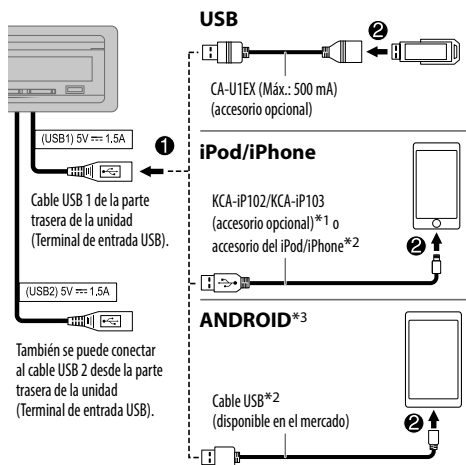 (USB1) 5V ⎓ 1.5A
❶
Cable USB 1 de la parte
trasera de la unidad
(Terminal de entrada USB).
(USB2) 5V ⎓ 1.5A
También se puede conectar
al cable USB 2 desde la parte
trasera de la unidad
(Terminal de entrada USB).
USB
❷
CA-U1EX (Máx.: 500 mA)
(accesorio opcional)
iPod/iPhone
KCA-iP102/KCA-iP103
(accesorio opcional)*1 o
accesorio del iPod/iPhone*2
❷
ANDROID*3
Cable USB*2
(disponible en el mercado)
❷